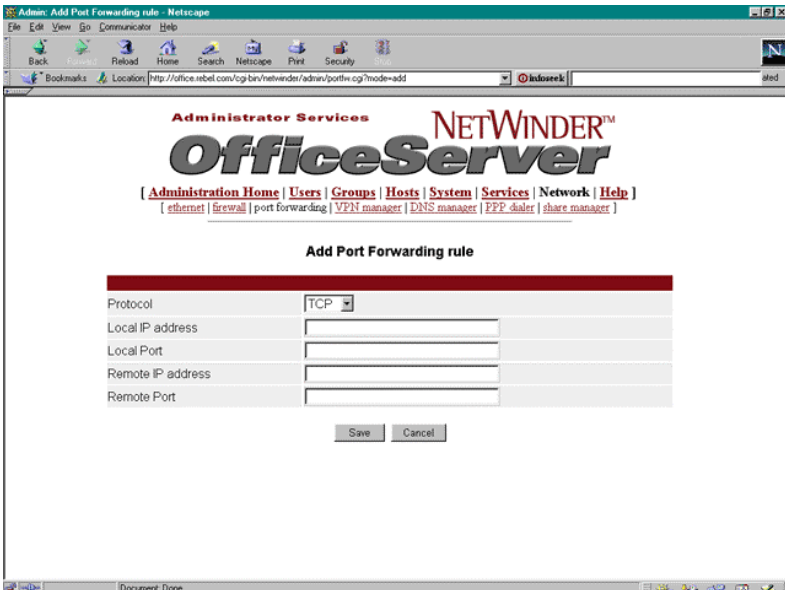 Admin: Add Port Forwarding rule - Netscape
File Edit View Go Communicator Help
Back Forward Reload Home Search Netscape Print Security Stop
Bookmarks Location: http://office.rebel.com/cgi-bin/netwinder/admin/portfw.cgi?mode=add infoseek ated
Administrator Services NETWINDER™
OfficeServer
[ Administration Home | Users | Groups | Hosts | System | Services | Network | Help ]
[ ethernet | firewall | port forwarding | VPN manager | DNS manager | PPP dialer | share manager ]
Add Port Forwarding rule
Protocol TCP
Local IP address
Local Port
Remote IP address
Remote Port
Save Cancel
Document: Done